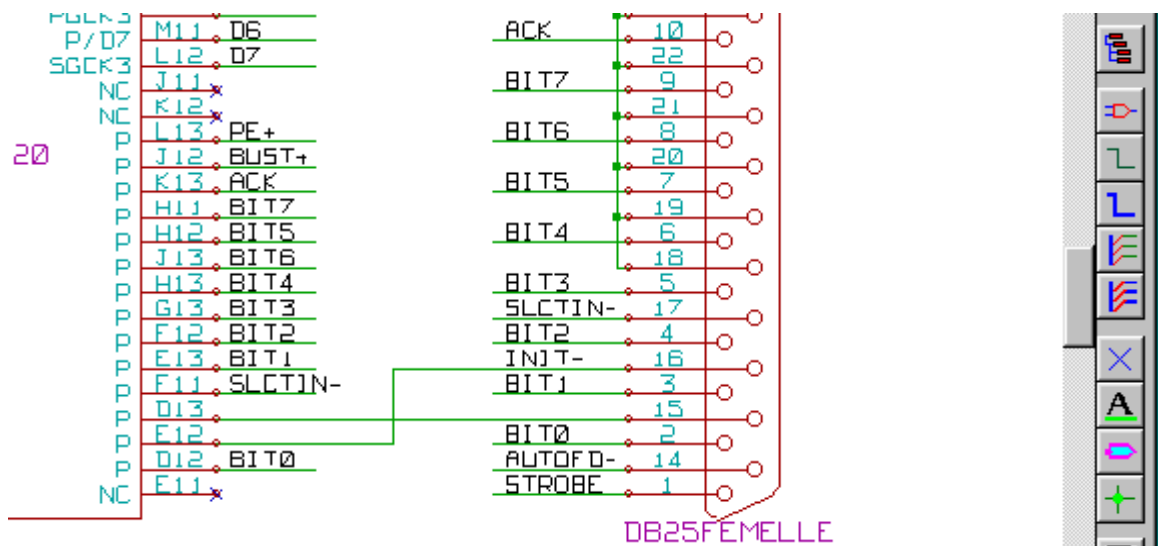 PGCK3
P/D7 M11 D6 ACK 10
SGCK3 L12 D7 22
NC J11 BIT7 9
NC K12 21
P L13 PE+ BIT6 8
20 P J12 BUST+ 20
P K13 ACK BIT5 7
P H11 BIT7 19
P H12 BIT5 BIT4 6
P J13 BIT6 18
P H13 BIT4 BIT3 5
P G13 BIT3 SLCTIN- 17
P F12 BIT2 BIT2 4
P E13 BIT1 INIT- 16
P F11 SLCTIN- BIT1 3
P D13 15
P E12 BIT0 2
P D12 BIT0 AUTOFD- 14
NC E11 STROBE 1
DB25FEMELLE
A